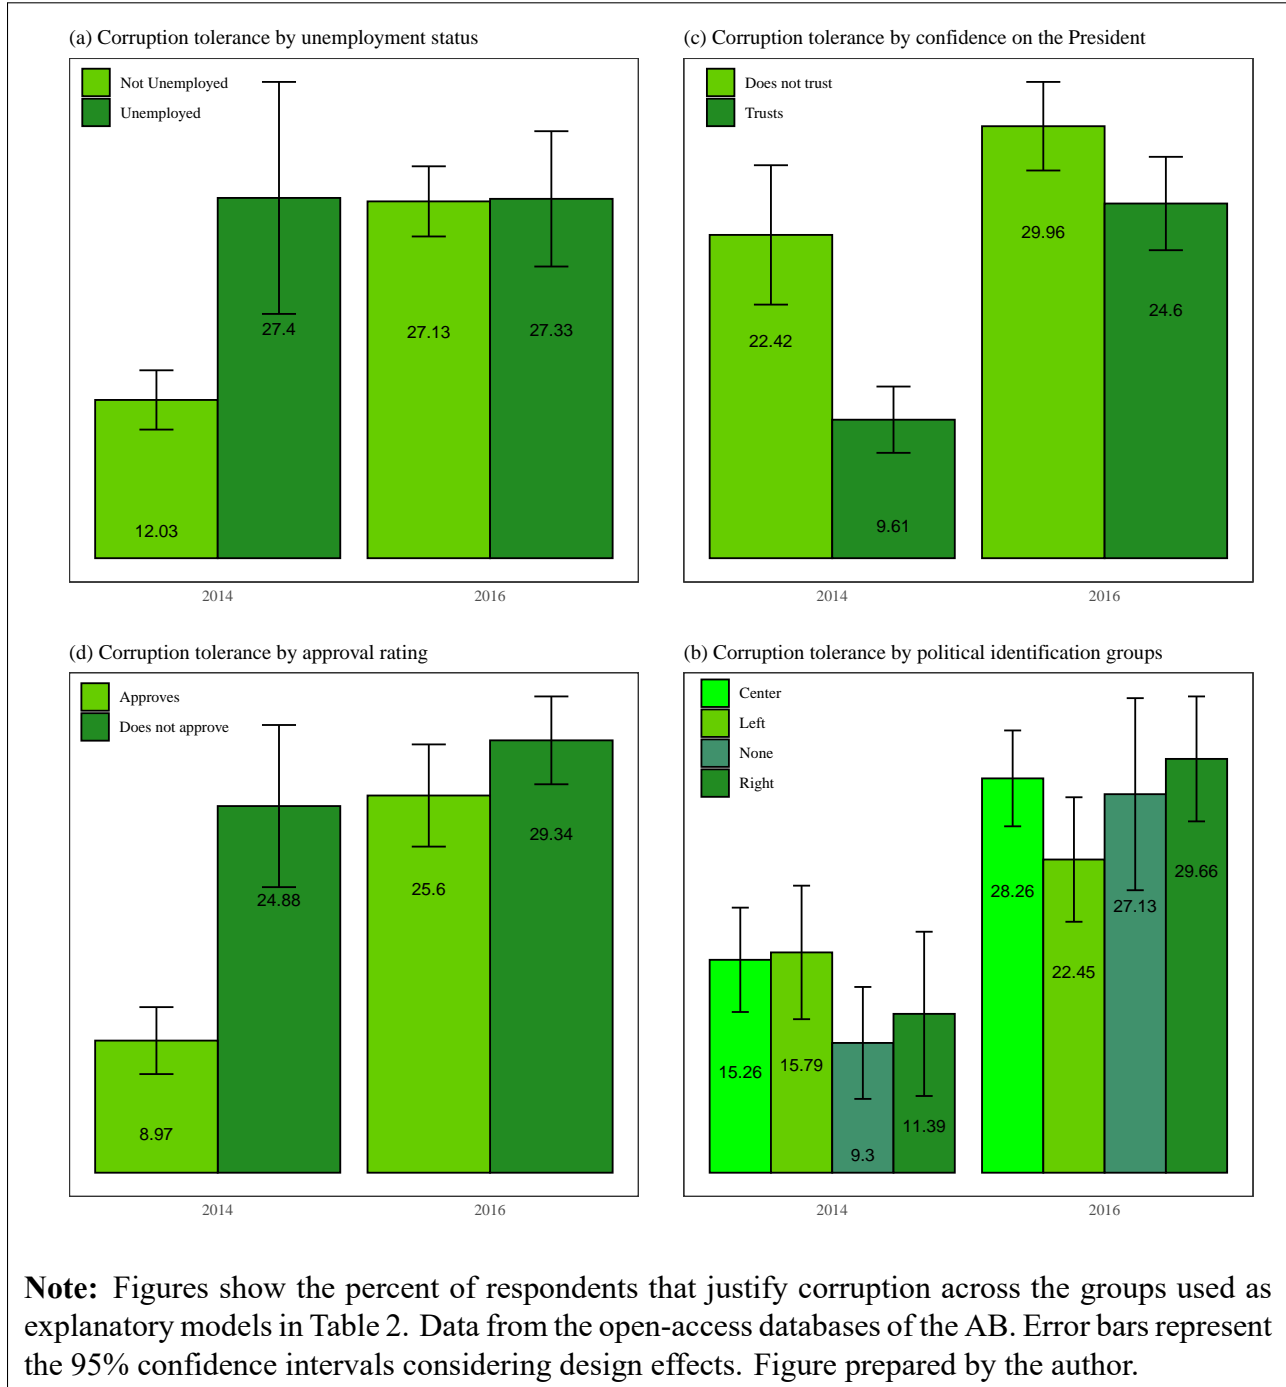 (a) Corruption tolerance by unemployment status
Not Unemployed
Unemployed
12.03
27.4
27.13
27.33
2014
2016
(c) Corruption tolerance by confidence on the President
Does not trust
Trusts
22.42
9.61
29.96
24.6
2014
2016
(d) Corruption tolerance by approval rating
Approves
Does not approve
8.97
24.88
25.6
29.34
2014
2016
(b) Corruption tolerance by political identification groups
Center
Left
None
Right
15.26
15.79
9.3
11.39
28.26
22.45
27.13
29.66
2014
2016
Note: Figures show the percent of respondents that justify corruption across the groups used as
explanatory models in Table 2. Data from the open-access databases of the AB. Error bars represent
the 95% confidence intervals considering design effects. Figure prepared by the author.